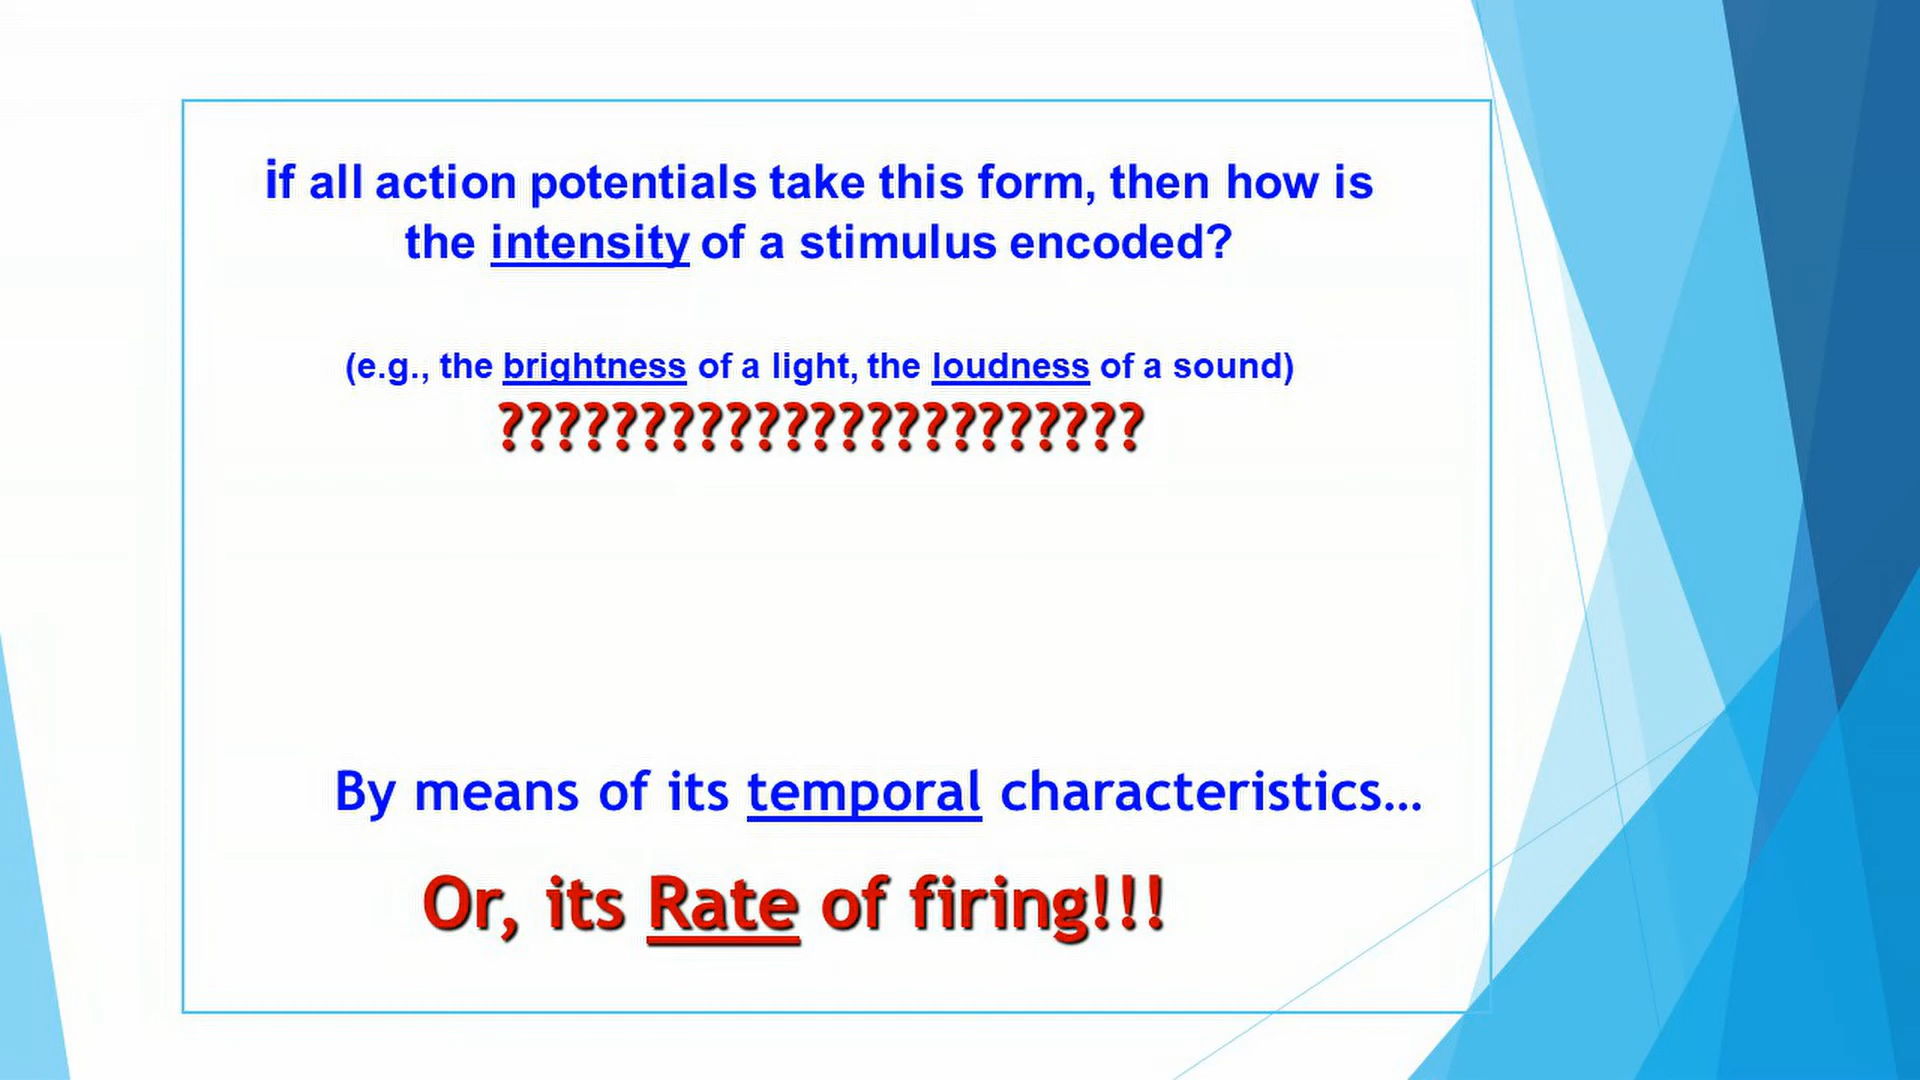 if all action potentials take this form, then how is
the intensity of a stimulus encoded?
(e.g., the brightness of a light, the loudness of a sound)
???????????????????????
By means of its temporal characteristics…
Or, its Rate of firing!!!